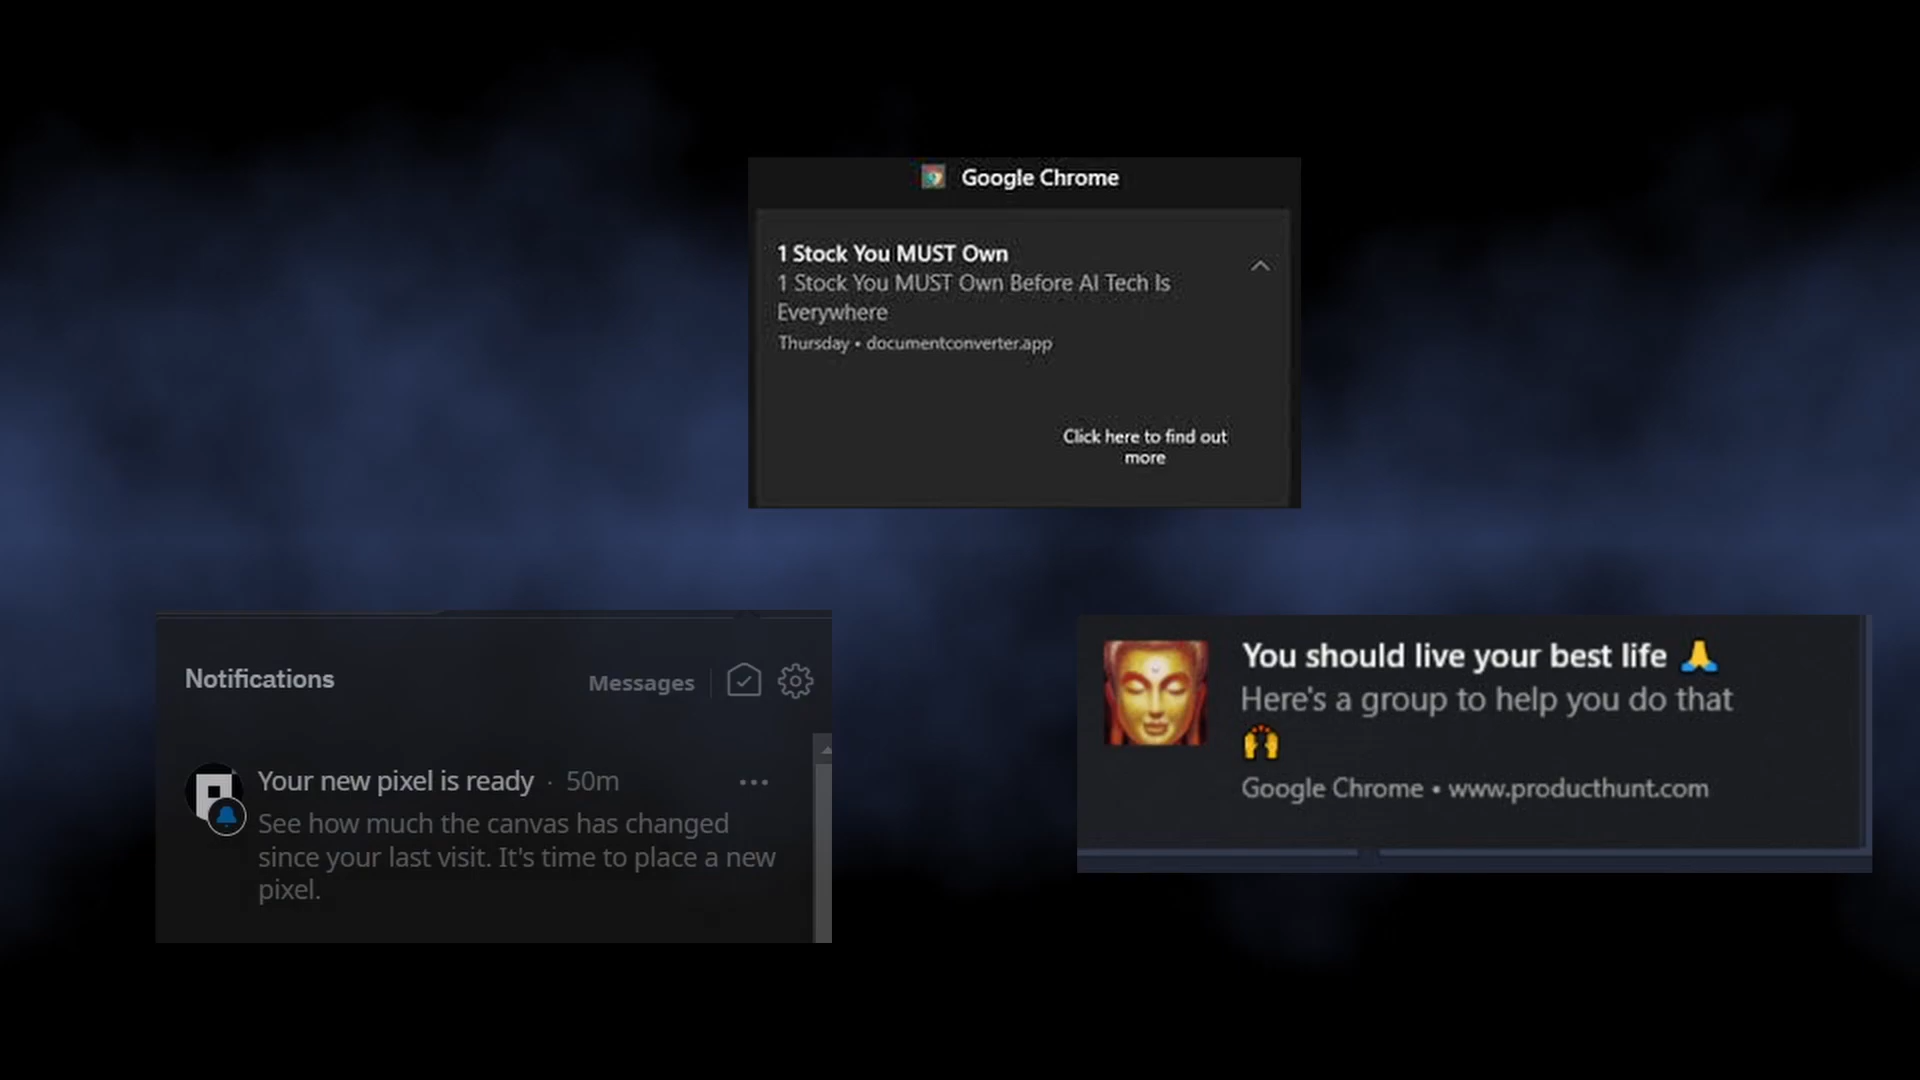 Google Chrome
1 Stock You MUST Own
1 Stock You MUST Own Before AI Tech Is
Everywhere
Thursday • documentconverter.app
Click here to find out
more
Notifications
Messages
Your new pixel is ready · 50m
See how much the canvas has changed
since your last visit. It's time to place a new
pixel.
You should live your best life 🙏
Here's a group to help you do that
🙌
Google Chrome • www.producthunt.com